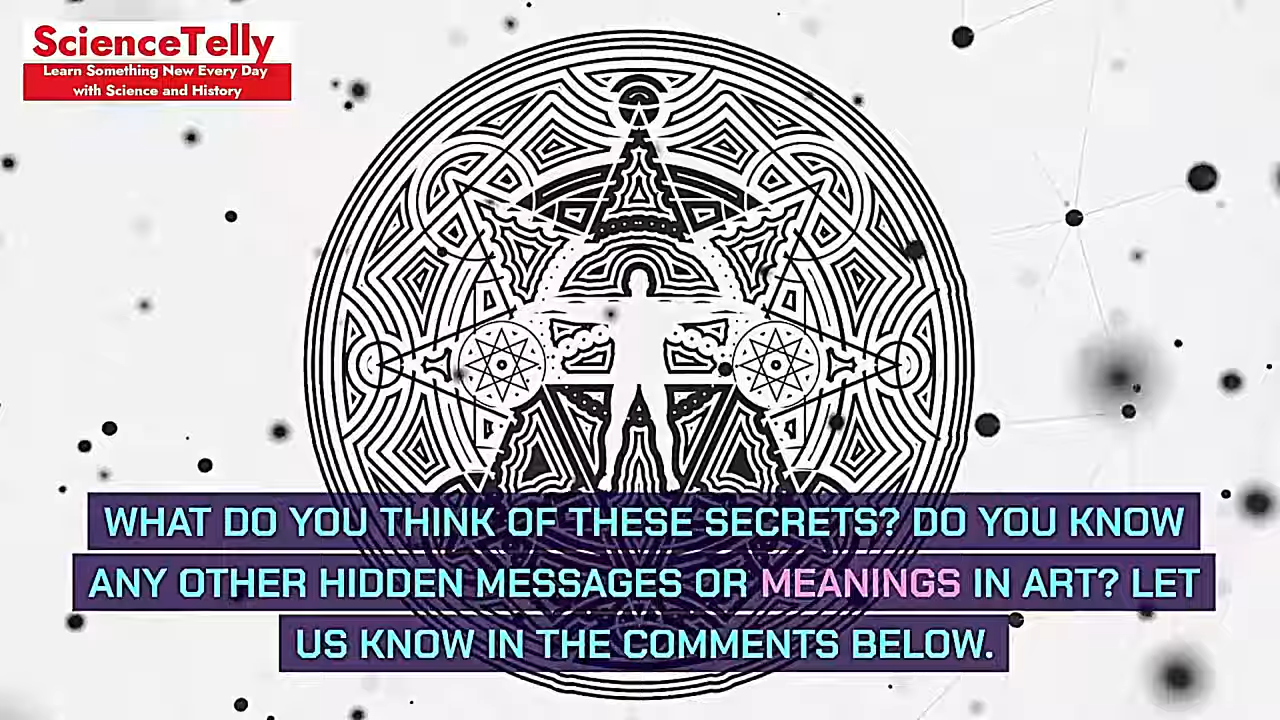 ScienceTelly
Learn Something New Every Day
with Science and History
WHAT DO YOU THINK OF THESE SECRETS? DO YOU KNOW
ANY OTHER HIDDEN MESSAGES OR MEANINGS IN ART? LET
US KNOW IN THE COMMENTS BELOW.